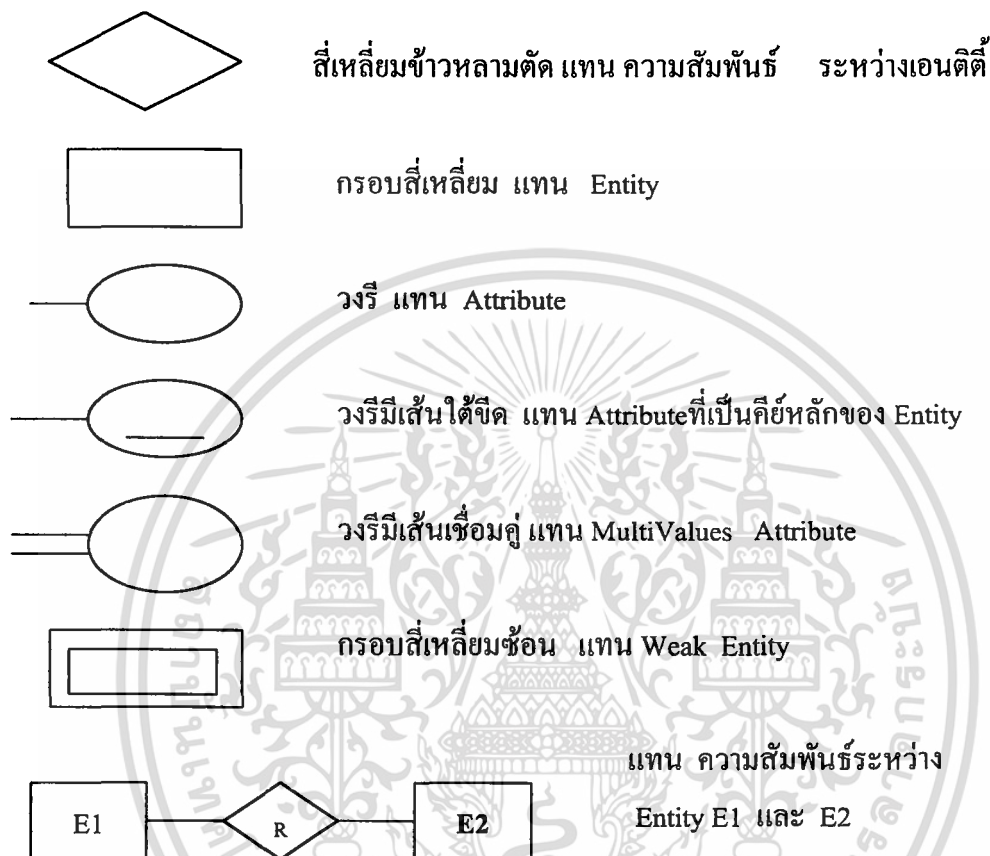 สี่เหลี่ยมข้าวหลามตัด แทน ความสัมพันธ์ ระหว่างเอนติตี้
กรอบสี่เหลี่ยม แทน Entity
วงรี แทน Attribute
วงรีมีเส้นใต้ขีด แทน Attributeที่เป็นคีย์หลักของ Entity
วงรีมีเส้นเชื่อมคู่ แทน MultiValues Attribute
กรอบสี่เหลี่ยมซ้อน แทน Weak Entity
แทน ความสัมพันธ์ระหว่าง
E1 R E2 Entity E1 และ E2